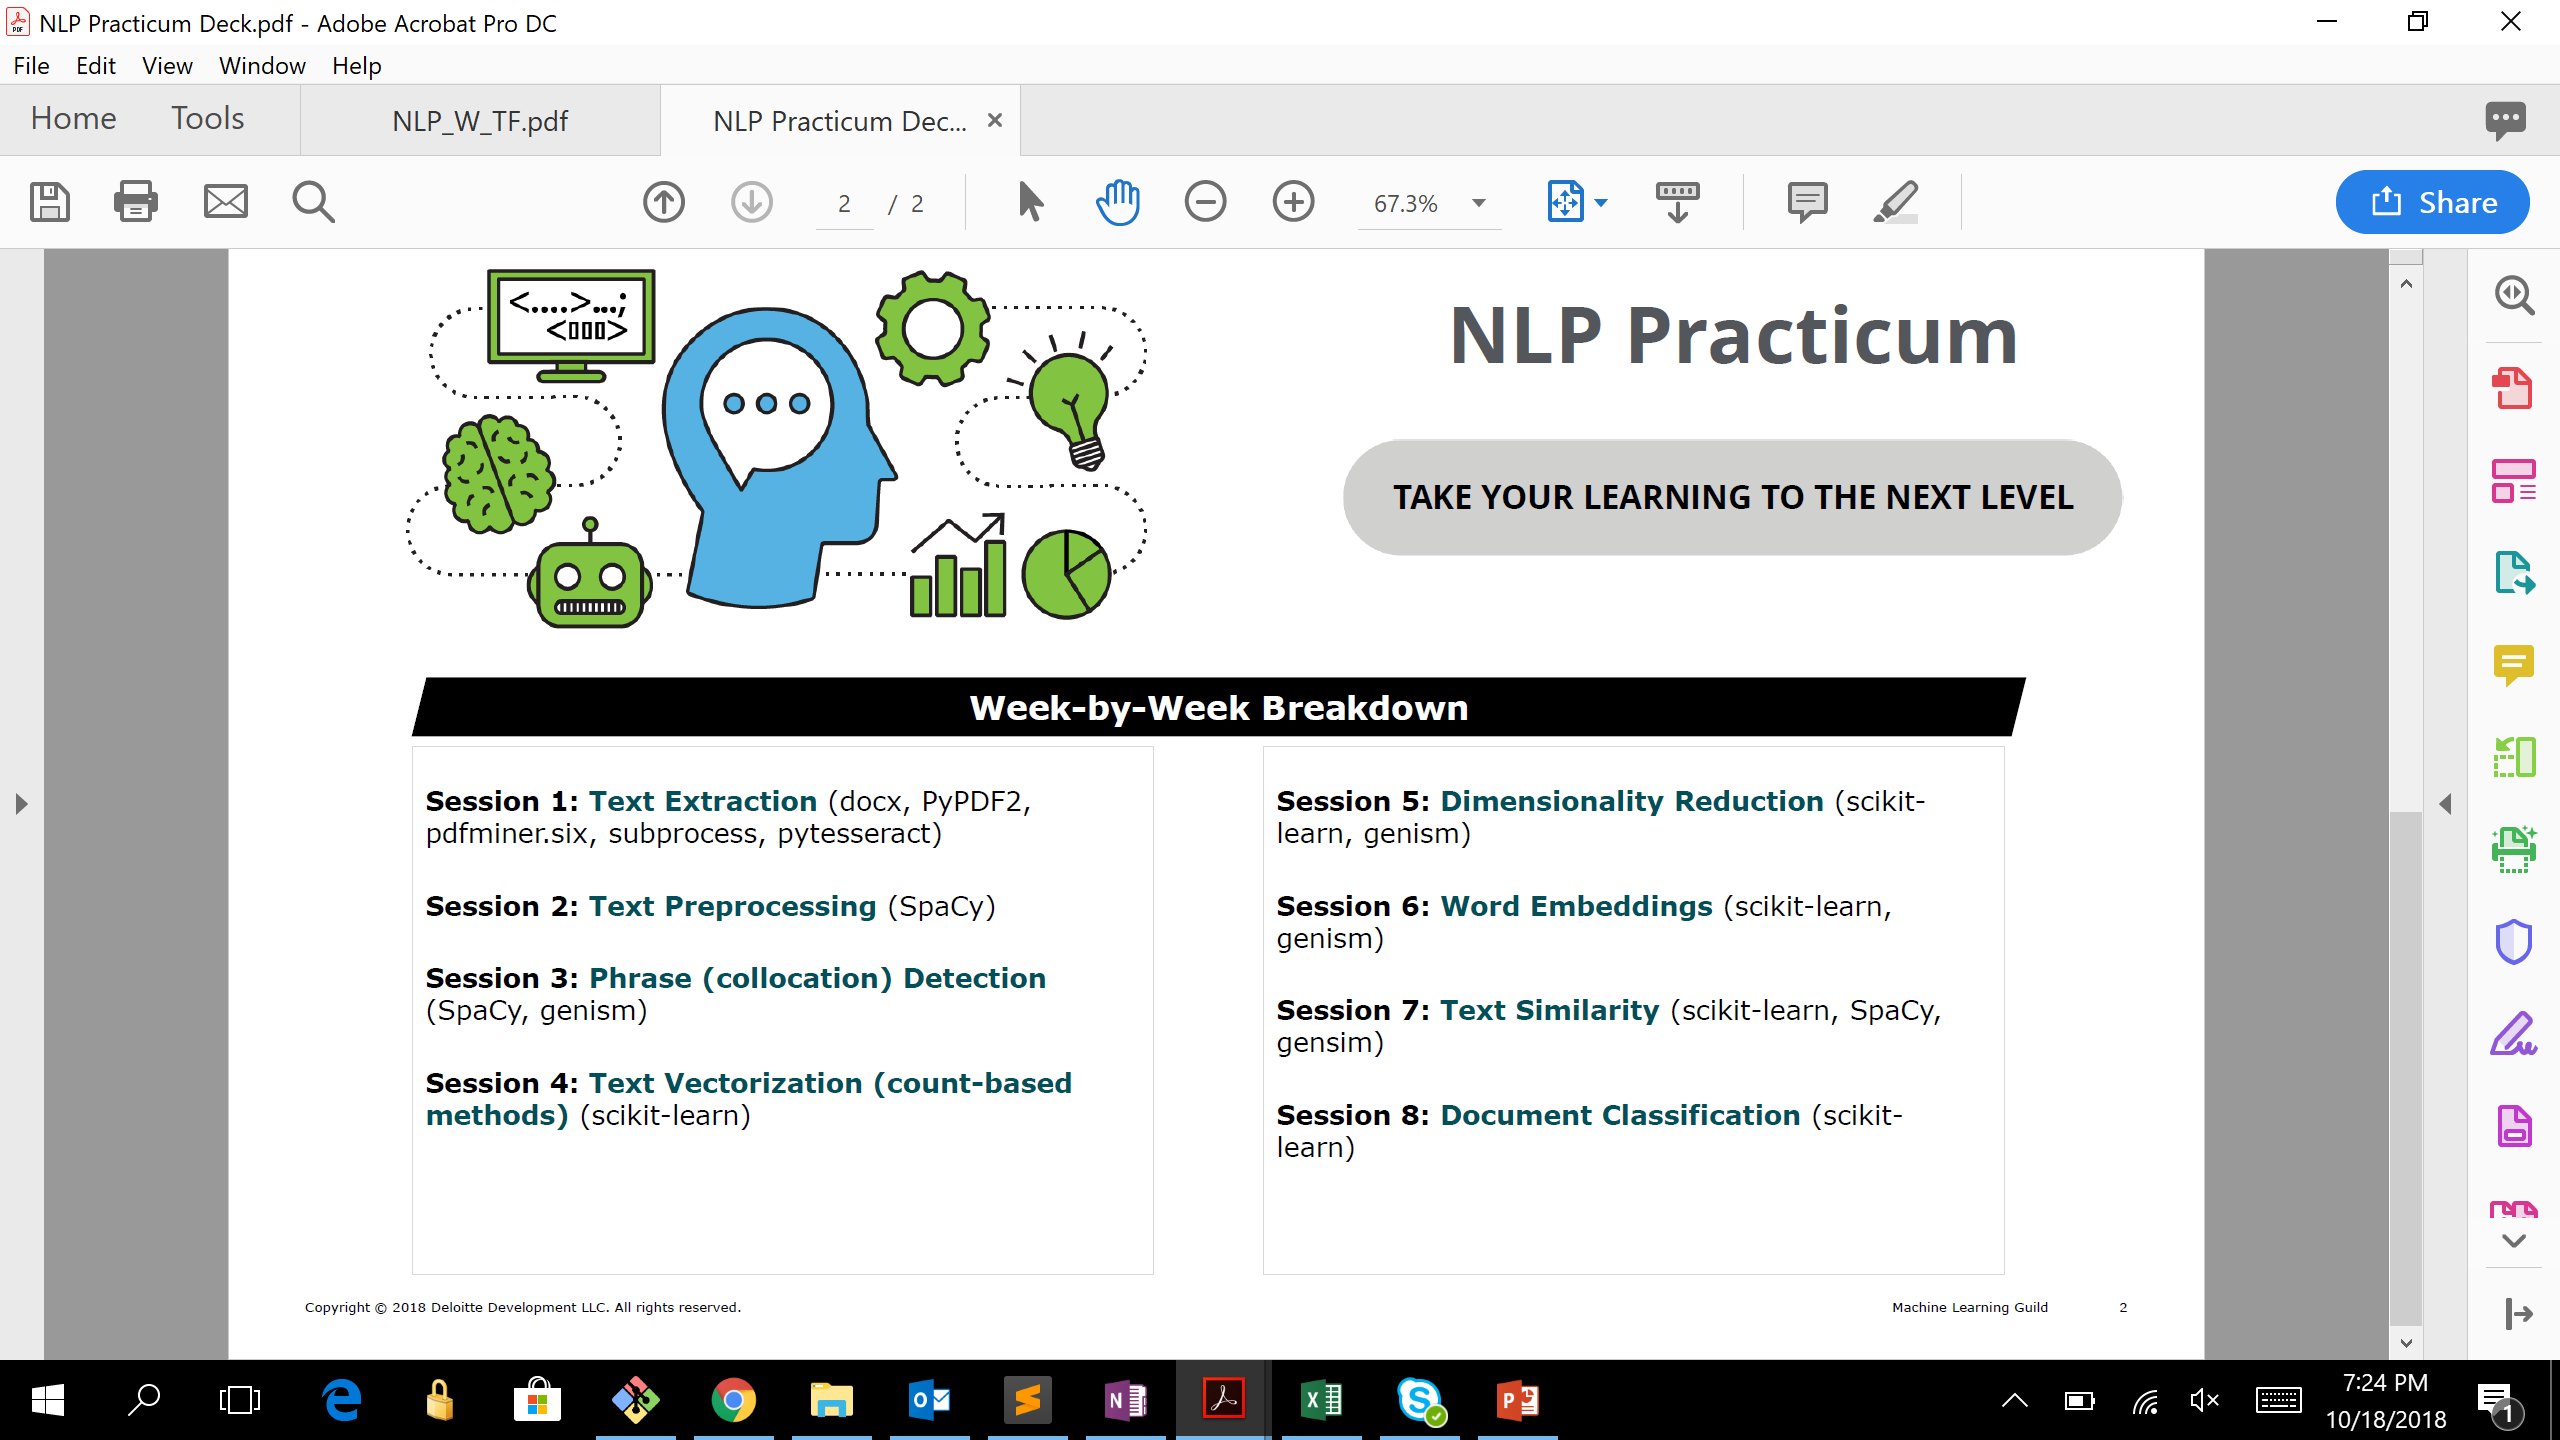 NLP Practicum Deck.pdf - Adobe Acrobat Pro DC
File Edit View Window Help
Home Tools NLP_W_TF.pdf NLP Practicum Dec...
2 / 2 67.3% Share
<....>...;
<▯▯▯>
NLP Practicum
TAKE YOUR LEARNING TO THE NEXT LEVEL
Week-by-Week Breakdown
Session 1: Text Extraction (docx, PyPDF2,
pdfminer.six, subprocess, pytesseract)
Session 2: Text Preprocessing (SpaCy)
Session 3: Phrase (collocation) Detection
(SpaCy, genism)
Session 4: Text Vectorization (count-based
methods) (scikit-learn)
Session 5: Dimensionality Reduction (scikit-
learn, genism)
Session 6: Word Embeddings (scikit-learn,
genism)
Session 7: Text Similarity (scikit-learn, SpaCy,
gensim)
Session 8: Document Classification (scikit-
learn)
Copyright © 2018 Deloitte Development LLC. All rights reserved.
Machine Learning Guild 2
7:24 PM
10/18/2018
1